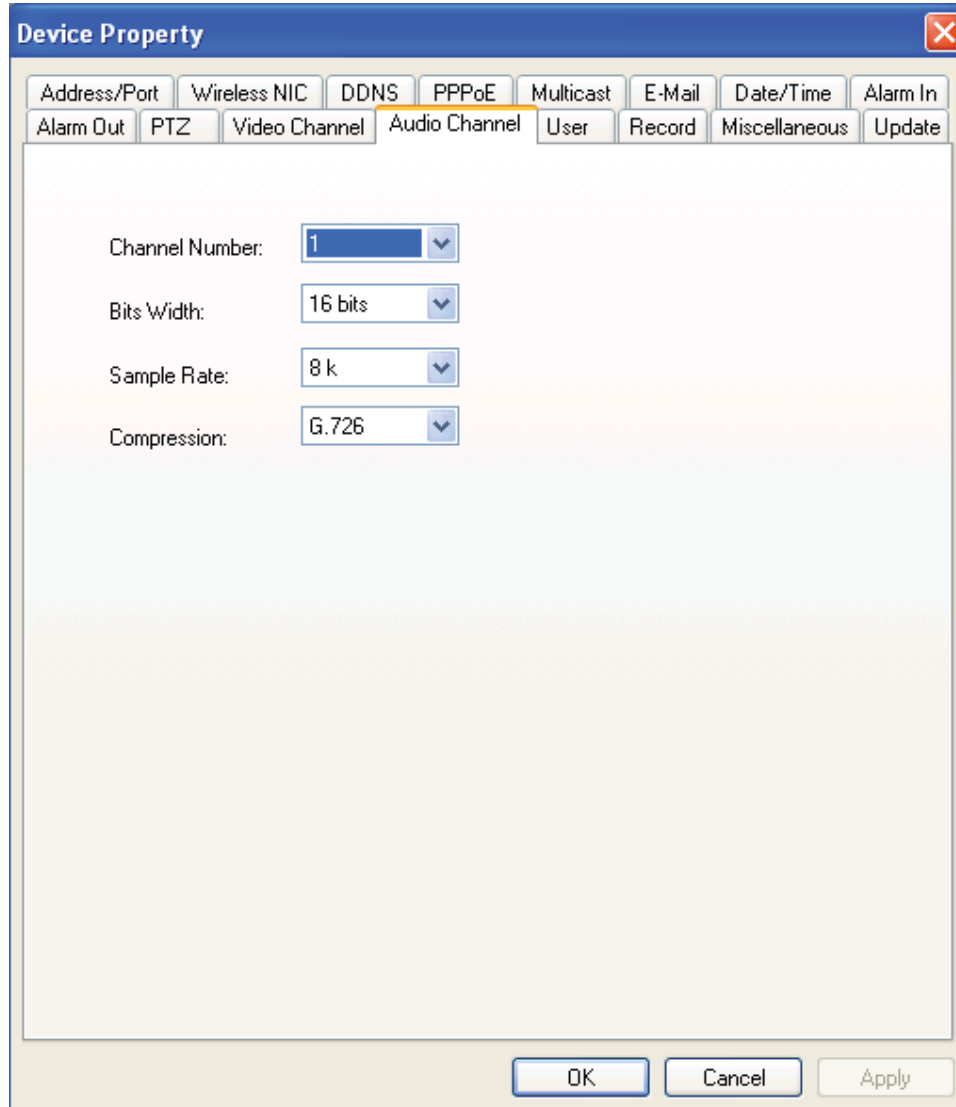 Device Property
Address/Port Wireless NIC DDNS PPPoE Multicast E-Mail Date/Time Alarm In
Alarm Out PTZ Video Channel Audio Channel User Record Miscellaneous Update
Channel Number: 1
Bits Width: 16 bits
Sample Rate: 8 k
Compression: G.726
OK Cancel Apply